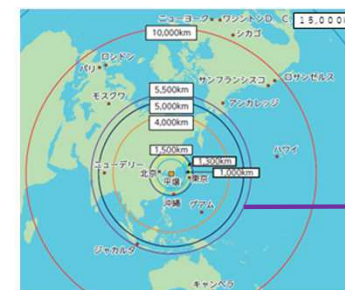 ニューヨーク ワシントンD.C. 15,000
シカゴ
10,000km
ロンドン
パリ
サンフランシスコ ロサンゼルス
モスクワ
5,500km
アンカレッジ
5,000km
4,000km
1,500km
ハワイ
ニューデリー
北京
1,300km
1,000km
平壌
東京
沖縄
グアム
ジャカルタ
キャンベラ